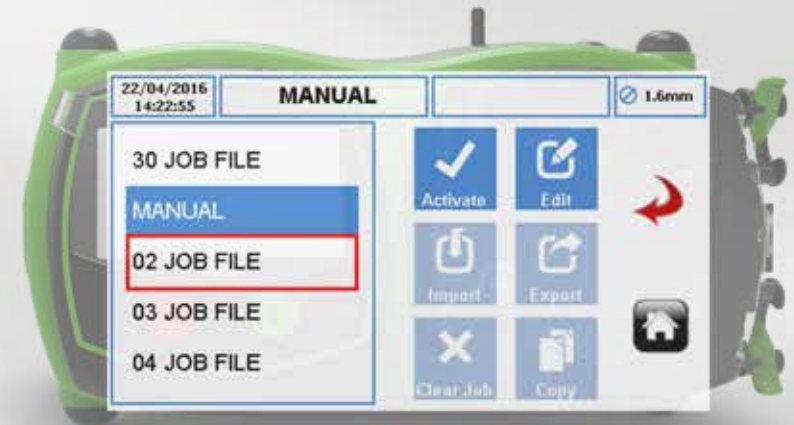 22/04/2016
14:22:55
MANUAL
1.6mm
30 JOB FILE
MANUAL
02 JOB FILE
03 JOB FILE
04 JOB FILE
Activate
Edit
Import
Export
Clear Job
Copy